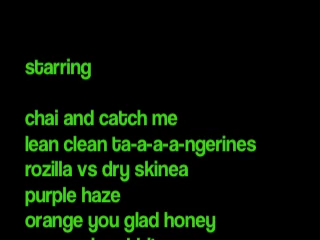 starring
chai and catch me
lean clean ta-a-a-a-ngerines
rozilla vs dry skinea
purple haze
orange you glad honey